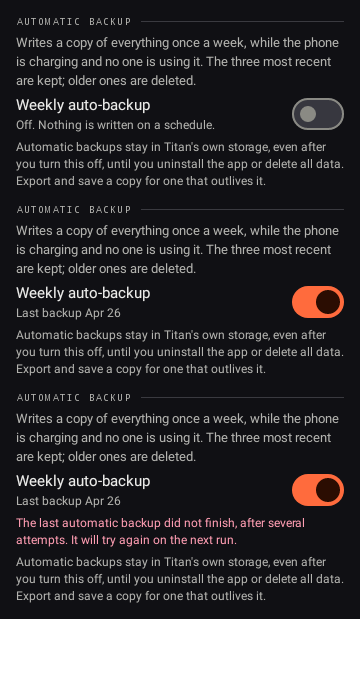 AUTOMATIC BACKUP
Writes a copy of everything once a week, while the phone
is charging and no one is using it. The three most recent
are kept; older ones are deleted.
Weekly auto-backup
Off. Nothing is written on a schedule.
Automatic backups stay in Titan's own storage, even after
you turn this off, until you uninstall the app or delete all data.
Export and save a copy for one that outlives it.
AUTOMATIC BACKUP
Writes a copy of everything once a week, while the phone
is charging and no one is using it. The three most recent
are kept; older ones are deleted.
Weekly auto-backup
Last backup Apr 26
Automatic backups stay in Titan's own storage, even after
you turn this off, until you uninstall the app or delete all data.
Export and save a copy for one that outlives it.
AUTOMATIC BACKUP
Writes a copy of everything once a week, while the phone
is charging and no one is using it. The three most recent
are kept; older ones are deleted.
Weekly auto-backup
Last backup Apr 26
The last automatic backup did not finish, after several
attempts. It will try again on the next run.
Automatic backups stay in Titan's own storage, even after
you turn this off, until you uninstall the app or delete all data.
Export and save a copy for one that outlives it.